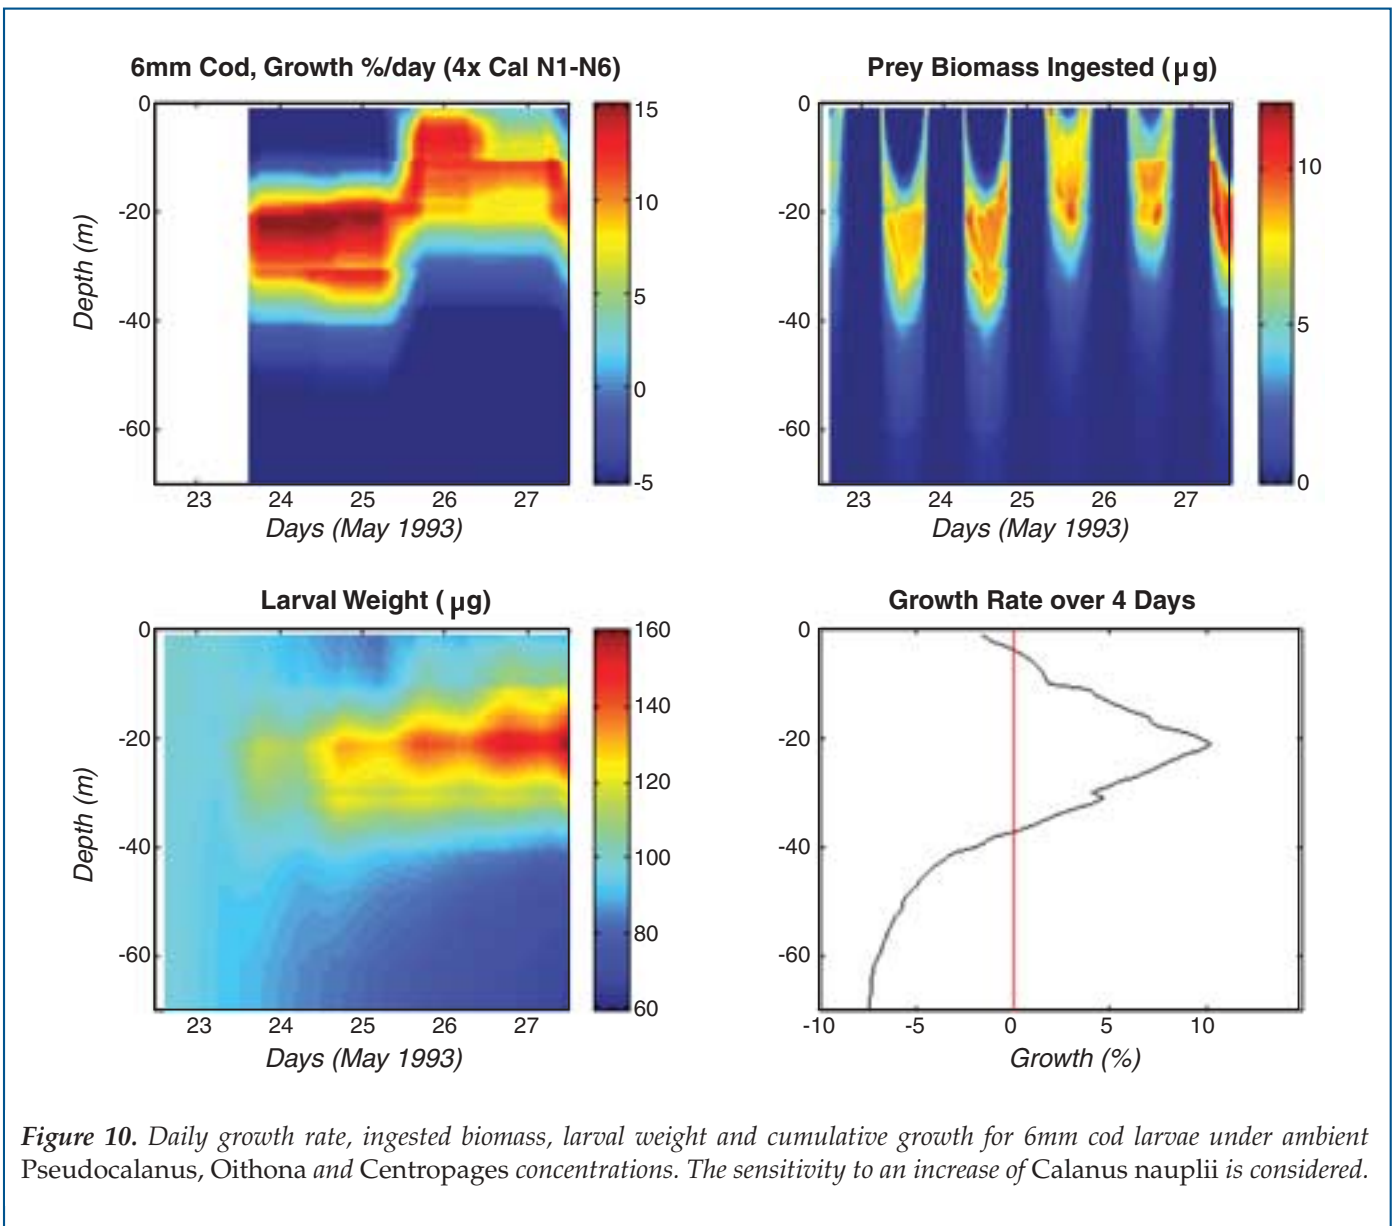 6mm Cod, Growth %/day (4x Cal N1-N6)
0
-20
-40
-60
Depth (m)
23 24 25 26 27
Days (May 1993)
15
10
5
0
-5
Prey Biomass Ingested (µg)
0
-20
-40
-60
23 24 25 26 27
Days (May 1993)
10
5
0
Larval Weight (µg)
0
-20
-40
-60
Depth (m)
23 24 25 26 27
Days (May 1993)
160
140
120
100
80
60
Growth Rate over 4 Days
0
-20
-40
-60
-10 -5 0 5 10
Growth (%)
Figure 10. Daily growth rate, ingested biomass, larval weight and cumulative growth for 6mm cod larvae under ambient
Pseudocalanus, Oithona and Centropages concentrations. The sensitivity to an increase of Calanus nauplii is considered.